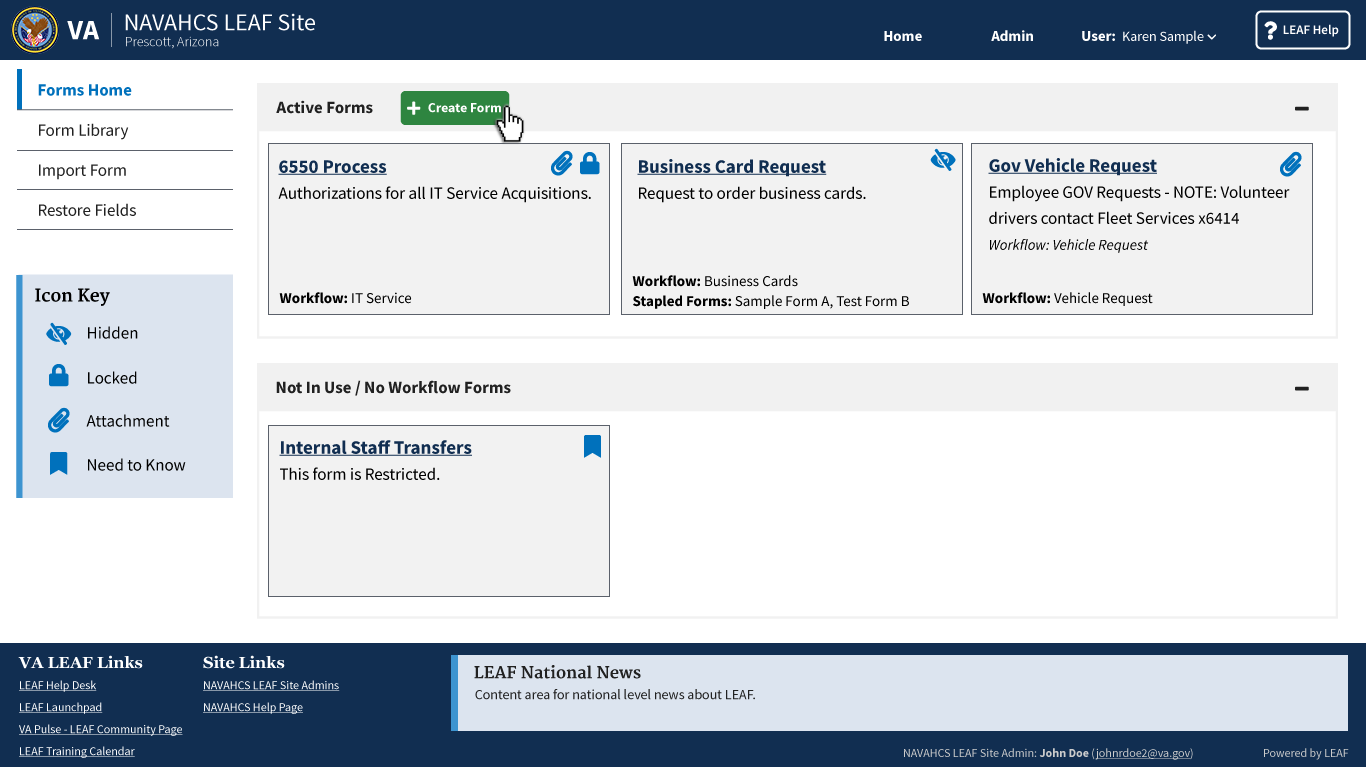 VA
NAVAHCS LEAF Site
Prescott, Arizona
Home
Admin
User: Karen Sample
? LEAF Help
Forms Home
Form Library
Import Form
Restore Fields
Icon Key
Hidden
Locked
Attachment
Need to Know
Active Forms
+ Create Form
6550 Process
Authorizations for all IT Service Acquisitions.
Workflow: IT Service
Business Card Request
Request to order business cards.
Workflow: Business Cards
Stapled Forms: Sample Form A, Test Form B
Gov Vehicle Request
Employee GOV Requests - NOTE: Volunteer
drivers contact Fleet Services x6414
Workflow: Vehicle Request
Workflow: Vehicle Request
Not In Use / No Workflow Forms
Internal Staff Transfers
This form is Restricted.
VA LEAF Links
LEAF Help Desk
LEAF Launchpad
VA Pulse - LEAF Community Page
LEAF Training Calendar
Site Links
NAVAHCS LEAF Site Admins
NAVAHCS Help Page
LEAF National News
Content area for national level news about LEAF.
NAVAHCS LEAF Site Admin: John Doe (johnrdoe2@va.gov)
Powered by LEAF